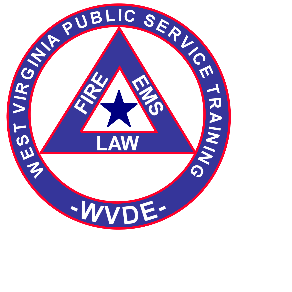 WEST VIRGINIA PUBLIC SERVICE TRAINING
FIRE
EMS
LAW
-WVDE-